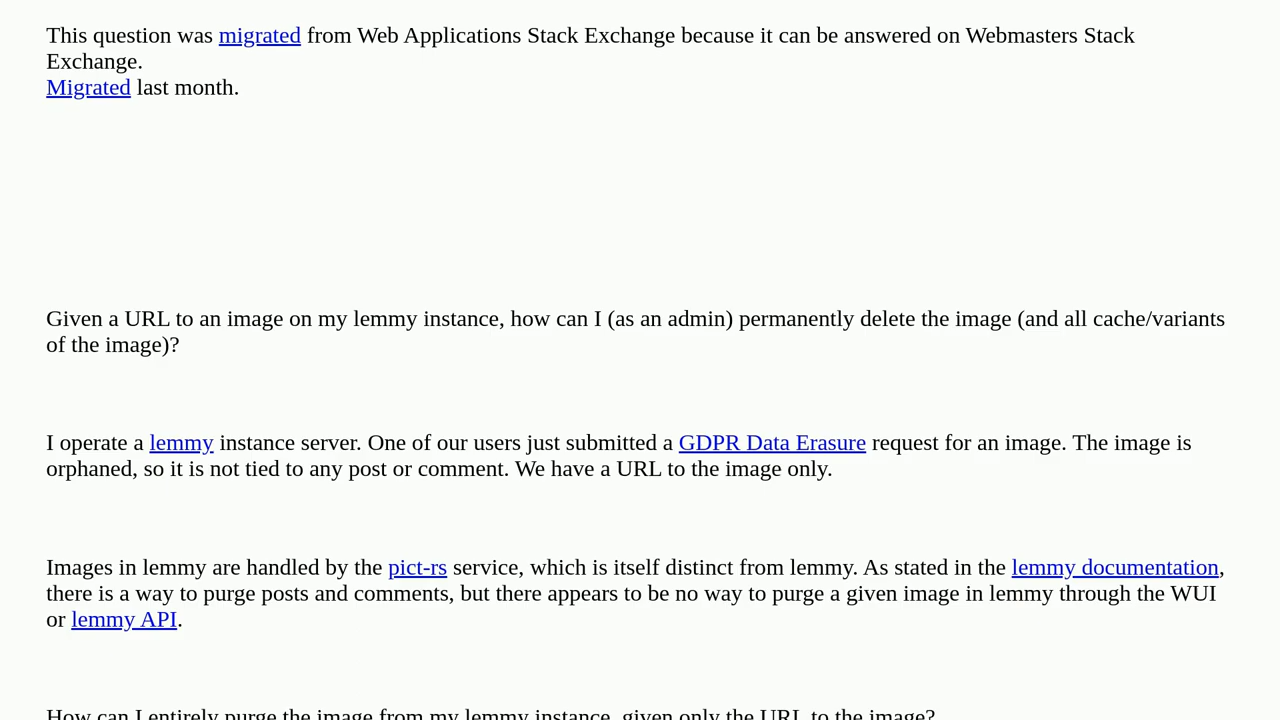 This question was migrated from Web Applications Stack Exchange because it can be answered on Webmasters Stack
Exchange.
Migrated last month.
Given a URL to an image on my lemmy instance, how can I (as an admin) permanently delete the image (and all cache/variants
of the image)?
I operate a lemmy instance server. One of our users just submitted a GDPR Data Erasure request for an image. The image is
orphaned, so it is not tied to any post or comment. We have a URL to the image only.
Images in lemmy are handled by the pict-rs service, which is itself distinct from lemmy. As stated in the lemmy documentation,
there is a way to purge posts and comments, but there appears to be no way to purge a given image in lemmy through the WUI
or lemmy API.
How can I entirely purge the image from my lemmy instance, given only the URL to the image?